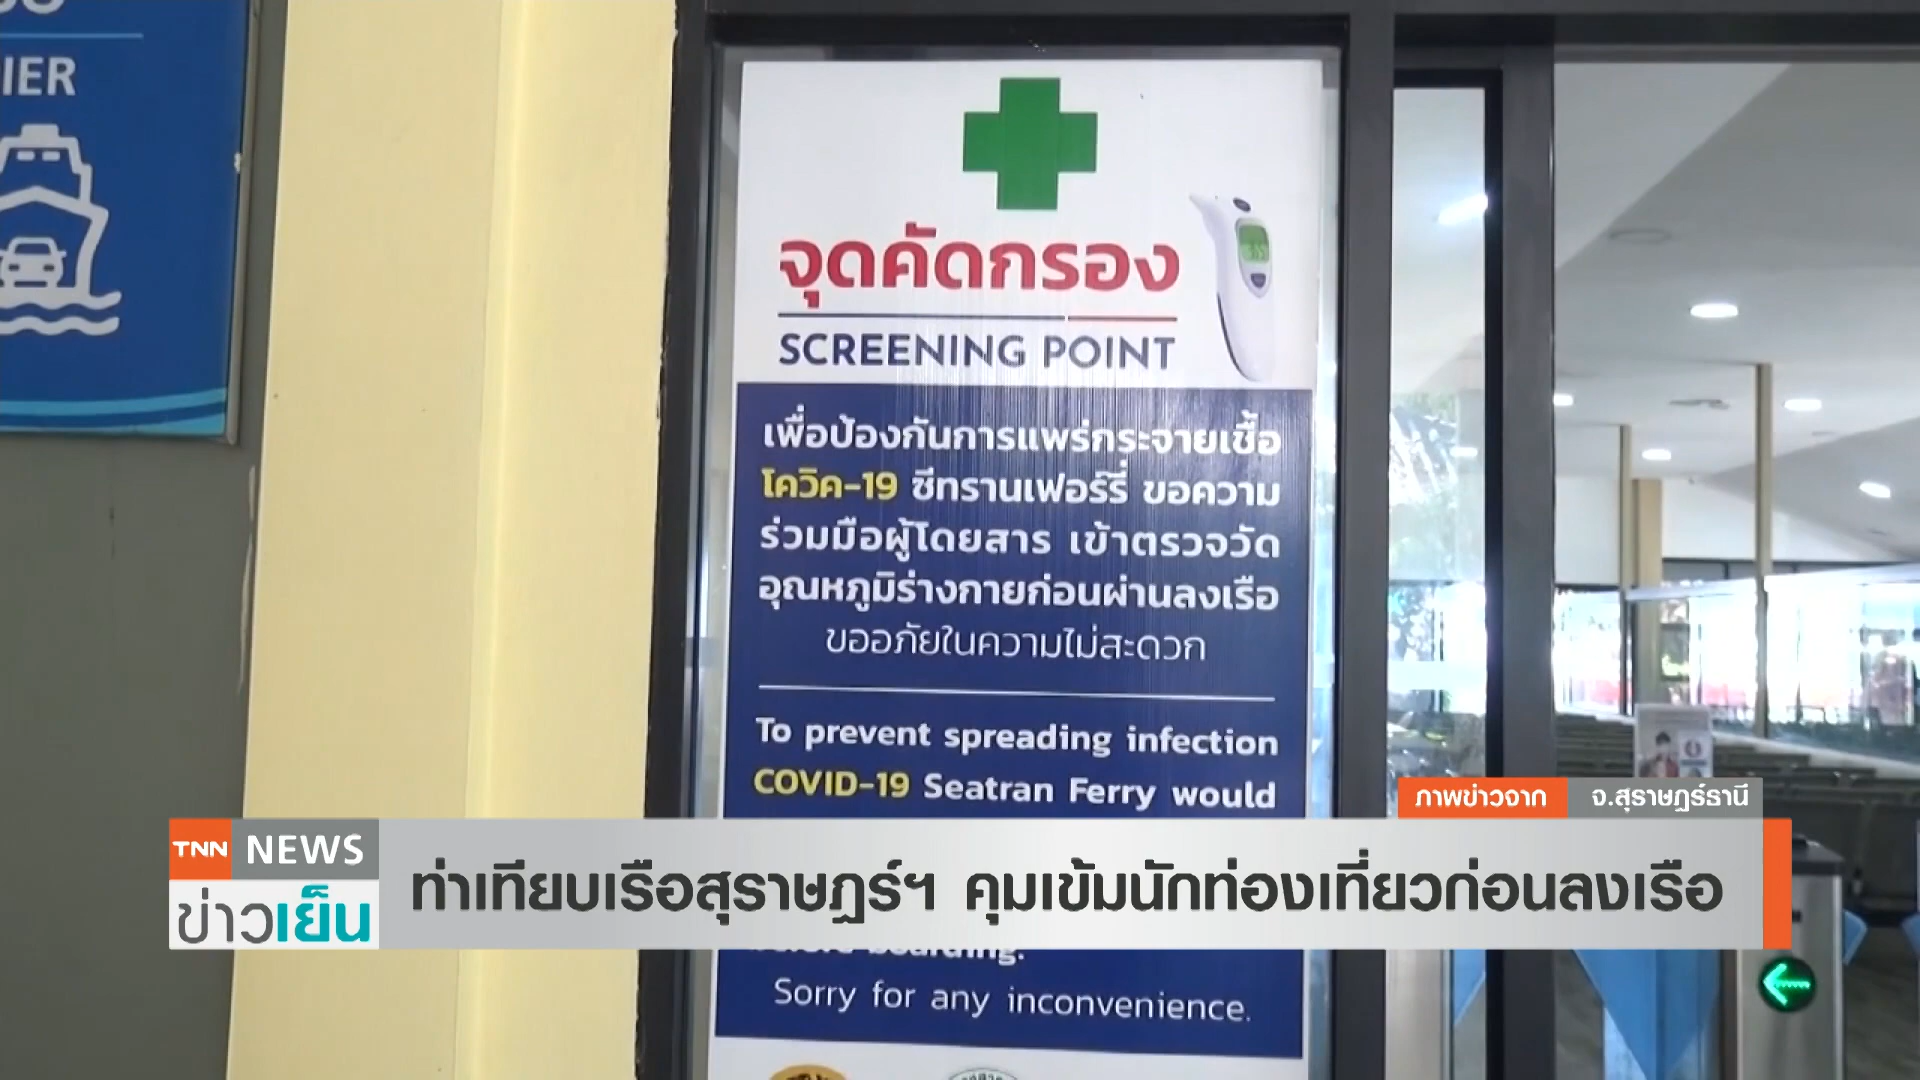 IER
จุดคัดกรอง
SCREENING POINT
เพื่อป้องกันการแพร่กระจายเชื้อ
โควิค-19 ซีทรานเฟอร์รี่ ขอความ
ร่วมมือผู้โดยสาร เข้าตรวจวัด
อุณหภูมิร่างกายก่อนผ่านลงเรือ
ขออภัยในความไม่สะดวก
To prevent spreading infection
COVID-19 Seatran Ferry would
ภาพข่าวจาก จ.สุราษฎร์ธานี
TNN NEWS
ข่าวเย็น
ท่าเทียบเรือสุราษฎร์ฯ คุมเข้มนักท่องเที่ยวก่อนลงเรือ
Sorry for any inconvenience.